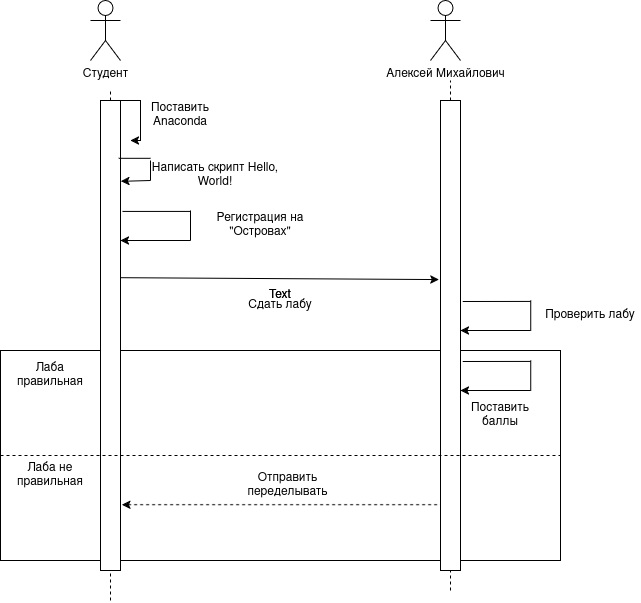 Студент
Алексей Михайлович
Поставить
Anaconda
Написать скрипт Hello,
World!
Регистрация на
"Островах"
Text
Сдать лабу
Проверить лабу
Лаба
правильная
Поставить
баллы
Лаба не
правильная
Отправить
переделывать